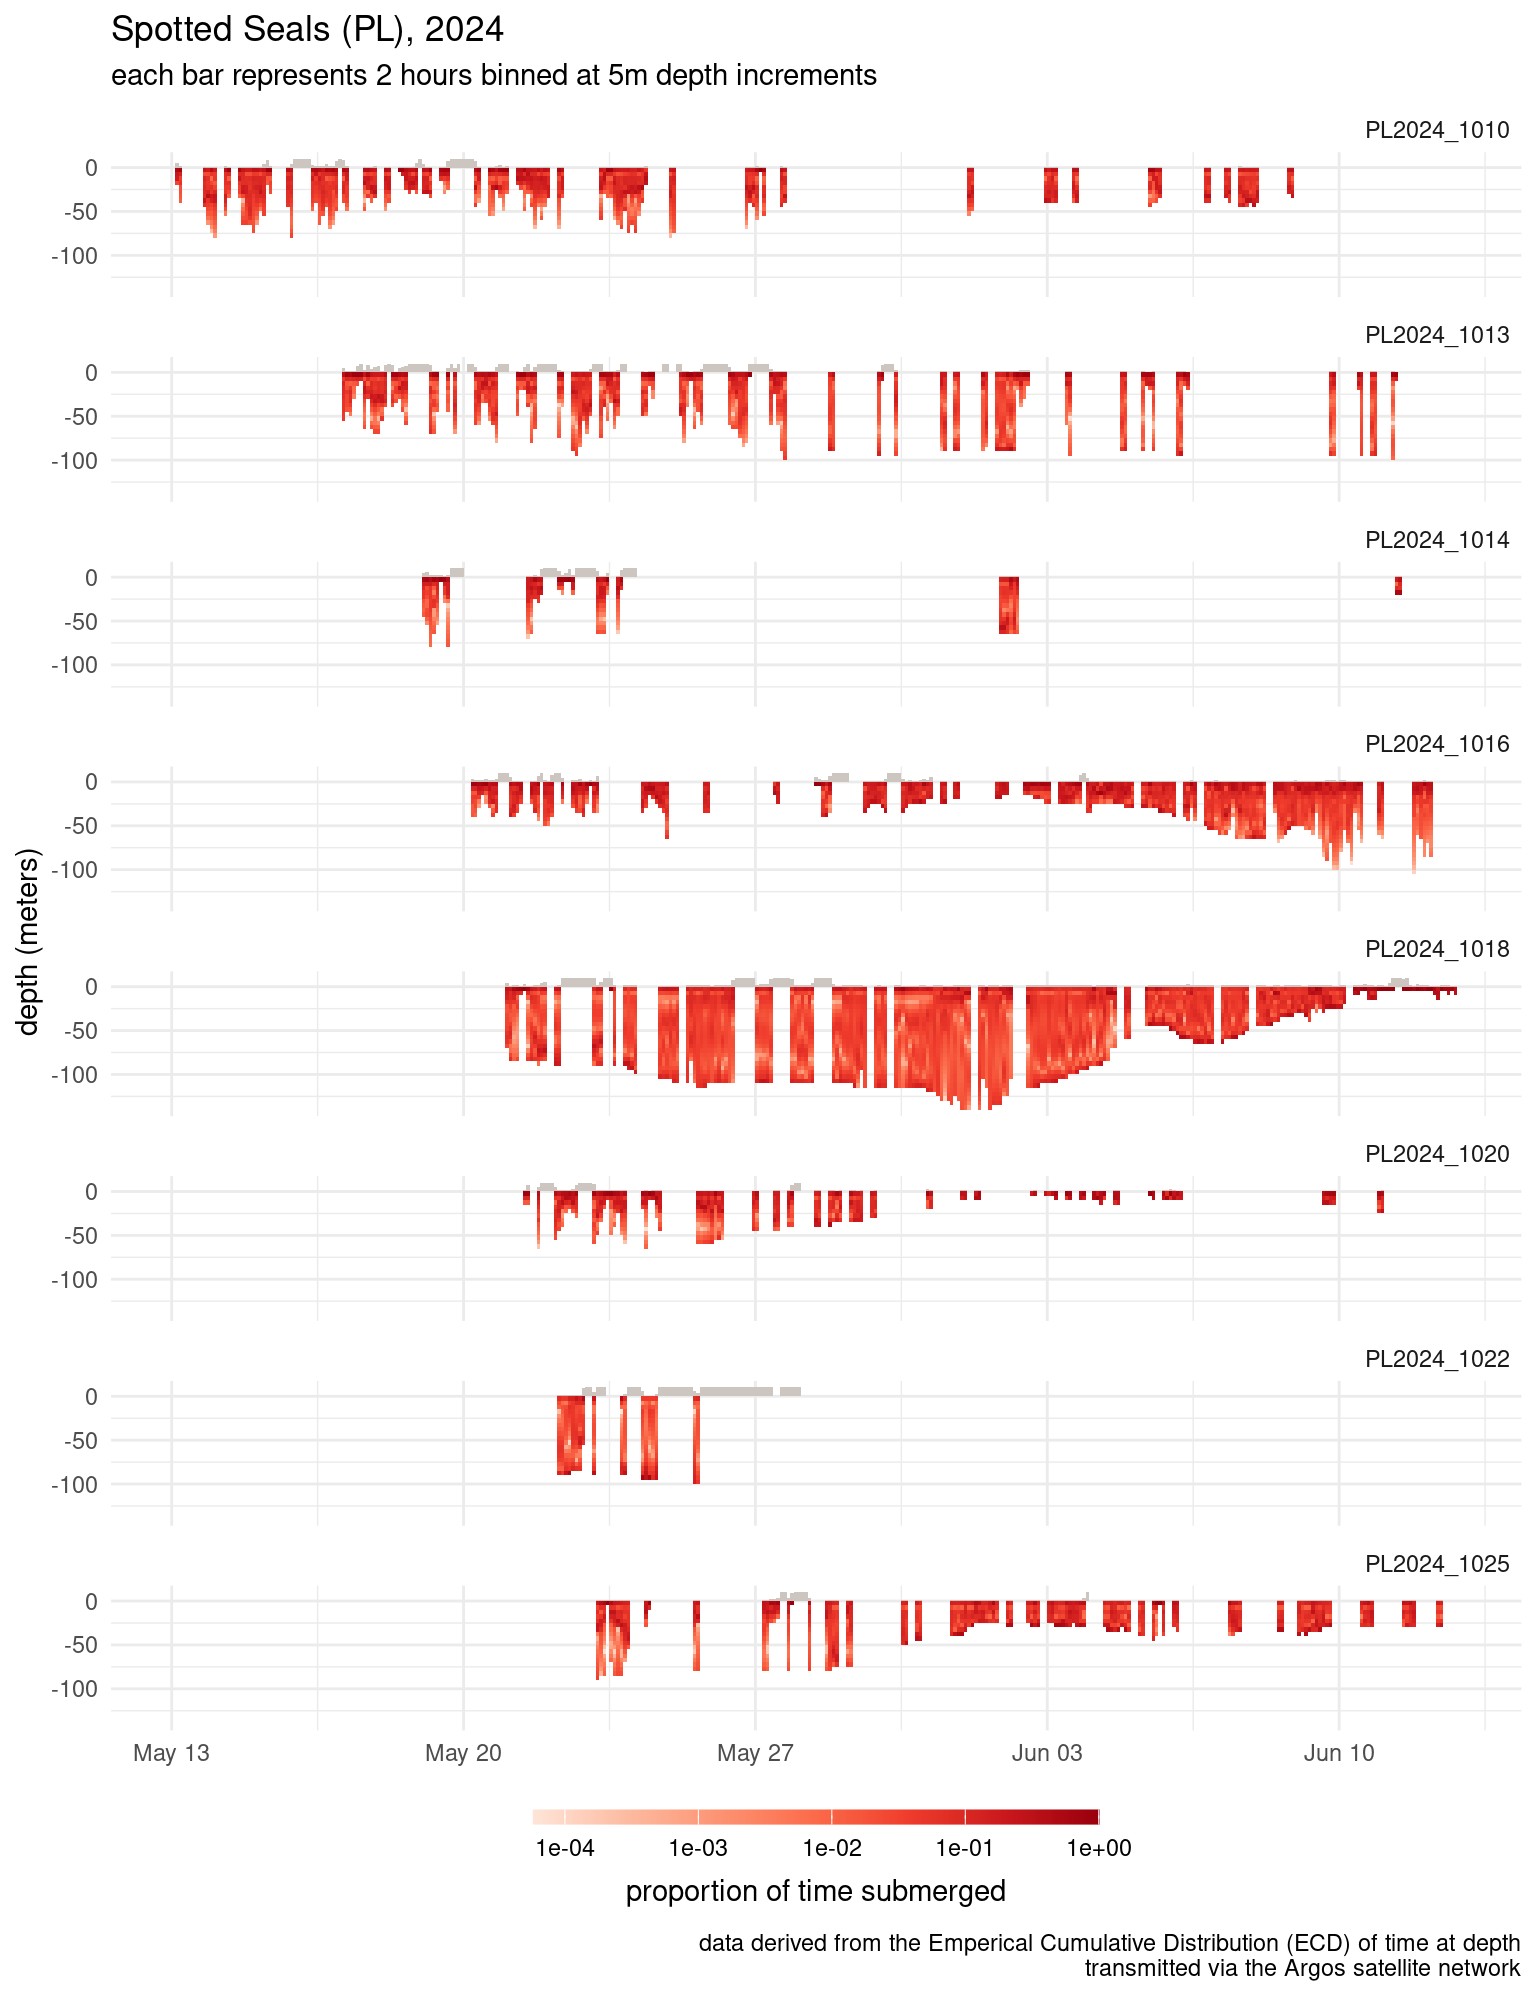 Spotted Seals (PL), 2024
each bar represents 2 hours binned at 5m depth increments
PL2024_1010
0
-50
-100
PL2024_1013
0
-50
-100
PL2024_1014
0
-50
-100
PL2024_1016
0
-50
-100
depth (meters)
PL2024_1018
0
-50
-100
PL2024_1020
0
-50
-100
PL2024_1022
0
-50
-100
PL2024_1025
0
-50
-100
May 13 May 20 May 27 Jun 03 Jun 10
1e-04 1e-03 1e-02 1e-01 1e+00
proportion of time submerged
data derived from the Emperical Cumulative Distribution (ECD) of time at depth
transmitted via the Argos satellite network